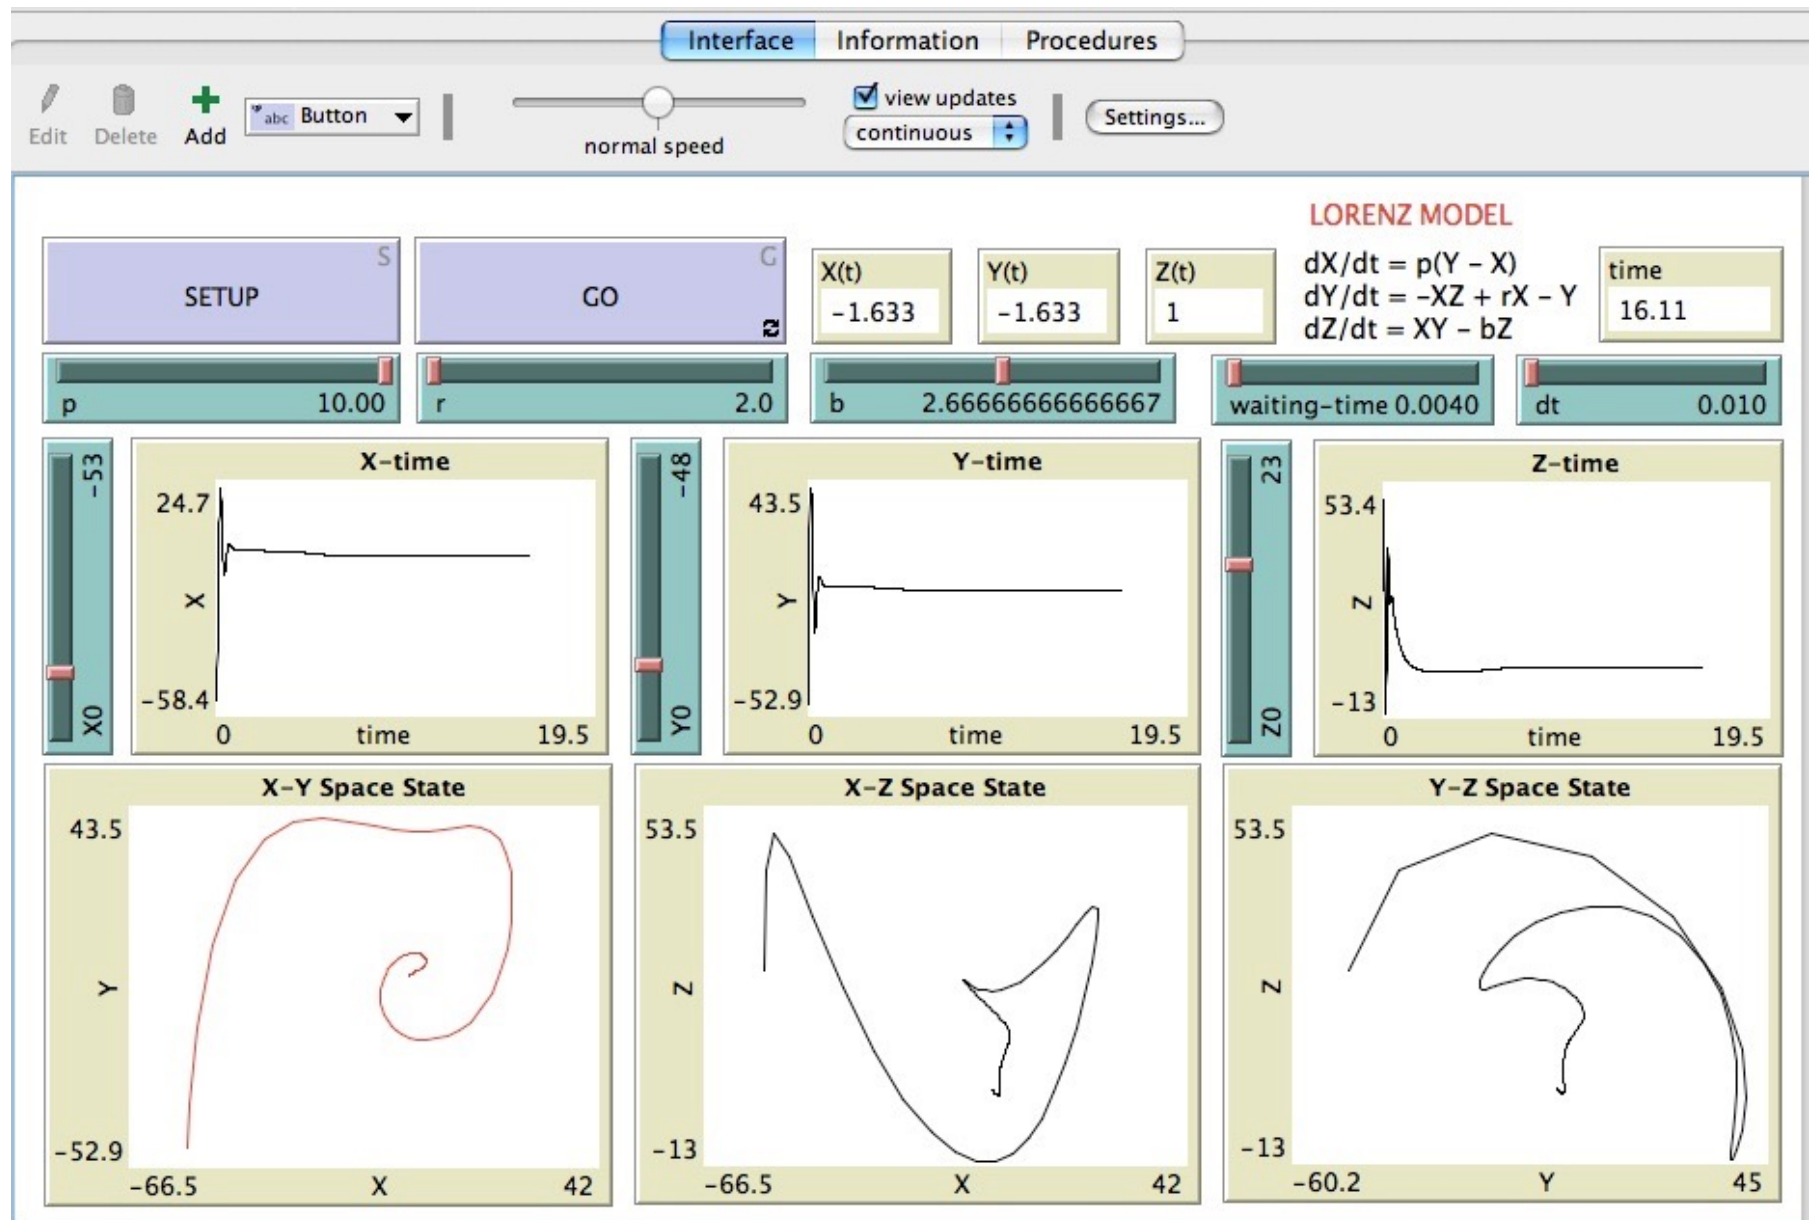 Interface Information Procedures
Edit Delete Add abc Button normal speed view updates continuous Settings...
LORENZ MODEL
SETUP S
GO G
X(t)
-1.633
Y(t)
-1.633
Z(t)
1
dX/dt = p(Y – X)
dY/dt = –XZ + rX – Y
dZ/dt = XY – bZ
time
16.11
p 10.00
r 2.0
b 2.66666666666667
waiting-time 0.0040
dt 0.010
X0 -53
X-time
24.7
X
-58.4
0 time 19.5
Y0 -48
Y-time
43.5
Y
-52.9
0 time 19.5
Z0 23
Z-time
53.4
Z
-13
0 time 19.5
X-Y Space State
43.5
Y
-52.9
-66.5 X 42
X-Z Space State
53.5
Z
-13
-66.5 X 42
Y-Z Space State
53.5
Z
-13
-60.2 Y 45